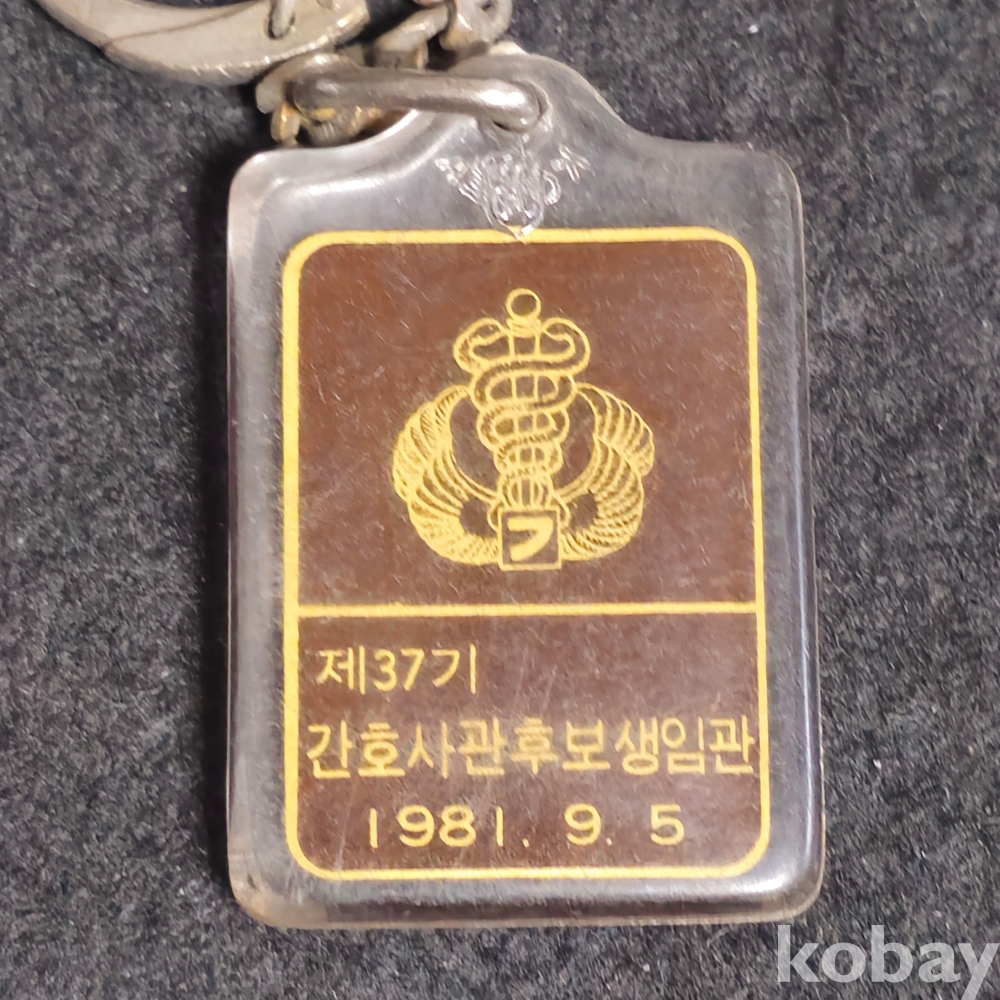 ㄱ
제37기
간호사관후보생임관
1981. 9. 5
kobay